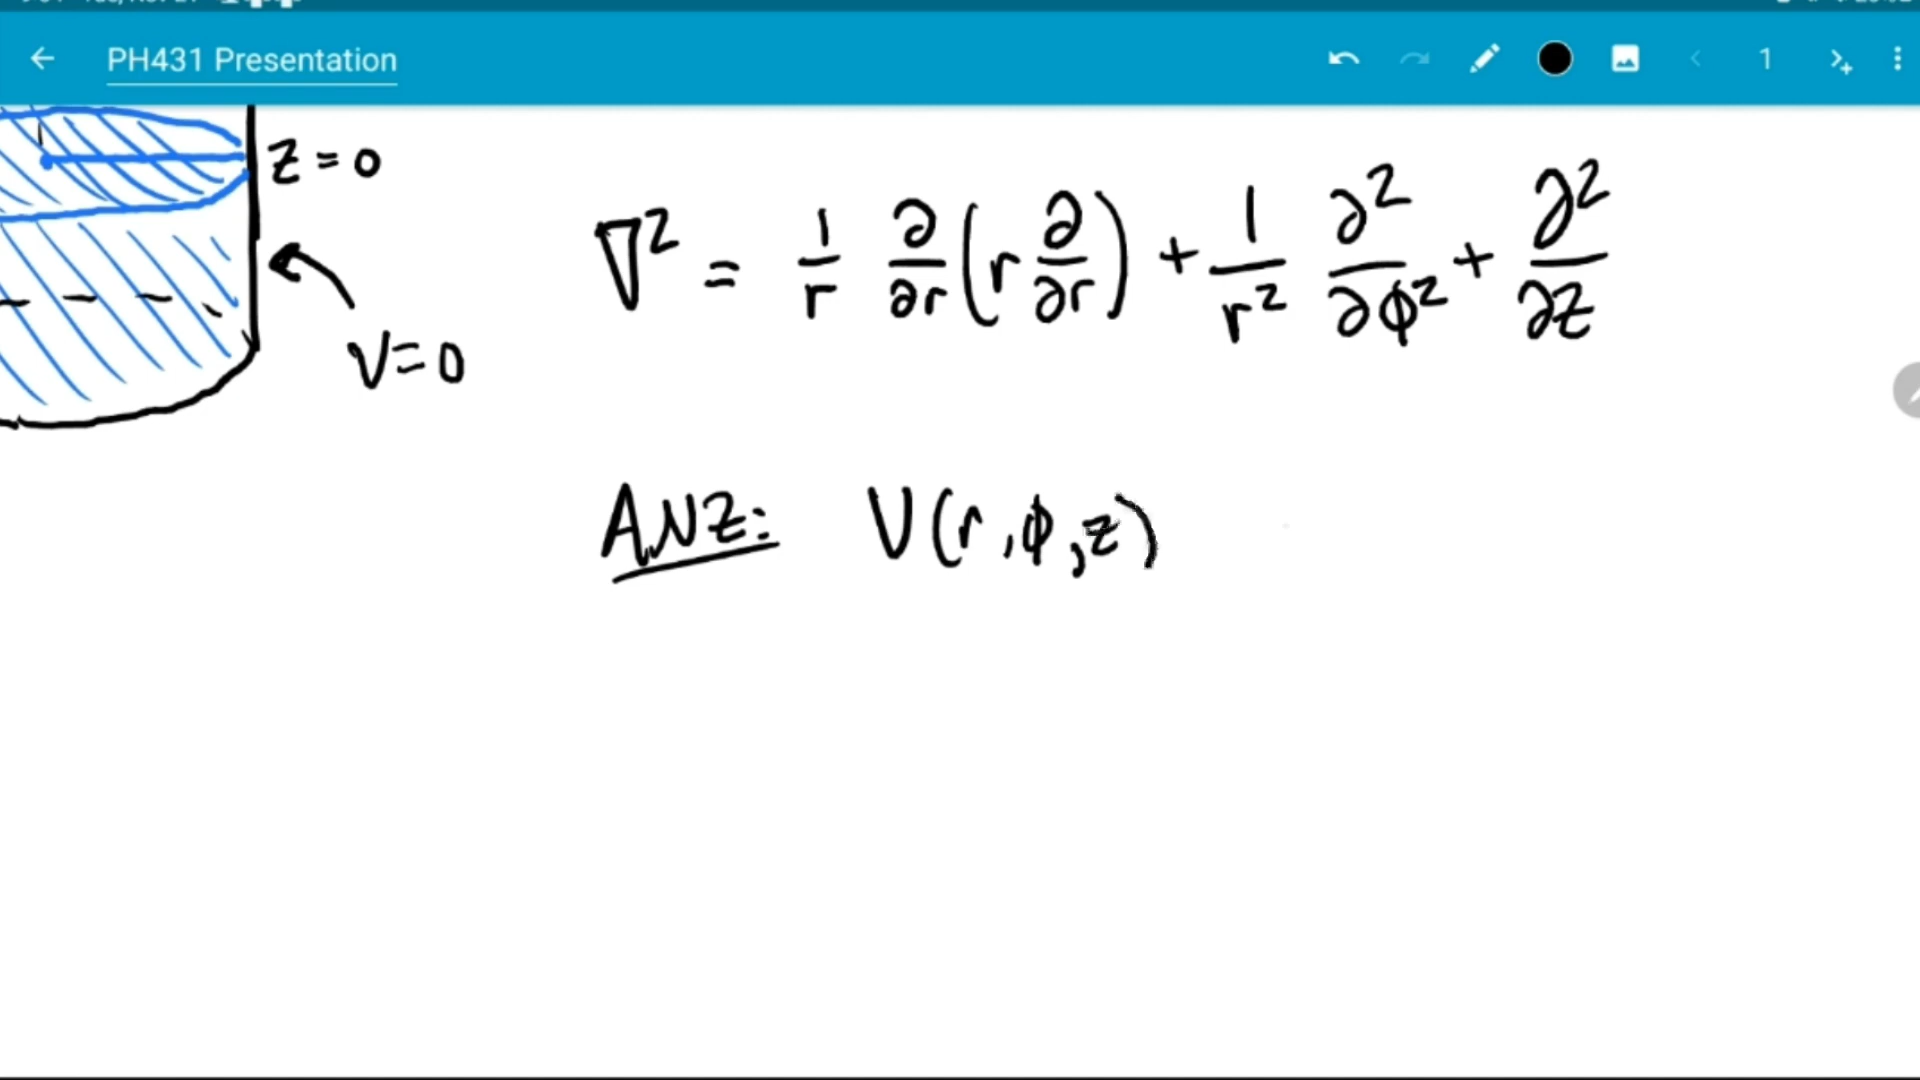 PH431 Presentation 1
z = 0
∇² = 1/r ∂/∂r (r ∂/∂r) + 1/r² ∂²/∂φ² + ∂²/∂z
V=0
ANZ: V(r,φ,z)